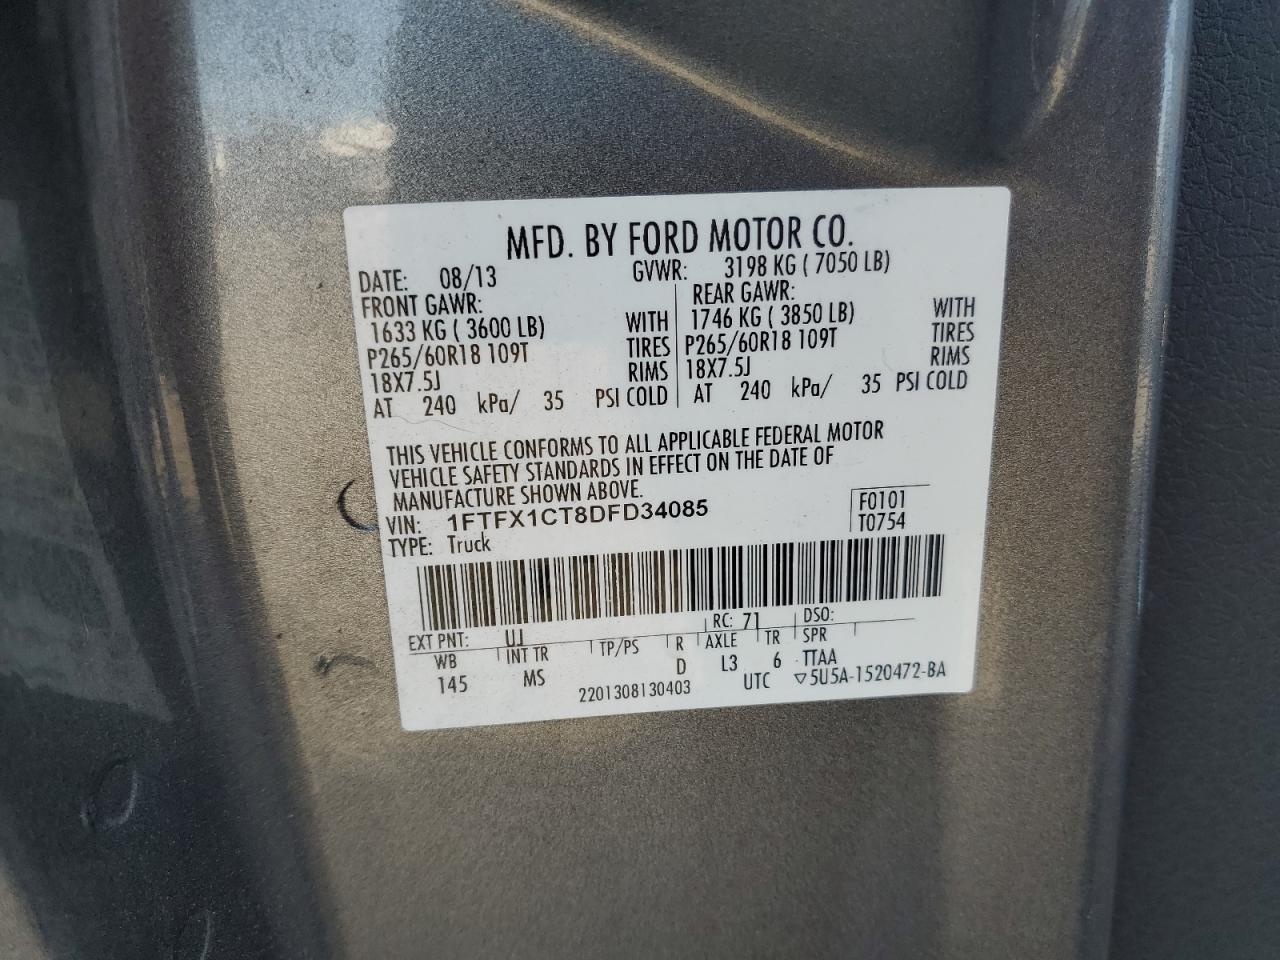 MFD. BY FORD MOTOR CO.
DATE: 08/13 GVWR: 3198 KG ( 7050 LB)
FRONT GAWR: REAR GAWR:
1633 KG ( 3600 LB) WITH 1746 KG ( 3850 LB) WITH
P265/60R18 109T TIRES P265/60R18 109T TIRES
18X7.5J RIMS 18X7.5J RIMS
AT 240 kPa/ 35 PSI COLD AT 240 kPa/ 35 PSI COLD
THIS VEHICLE CONFORMS TO ALL APPLICABLE FEDERAL MOTOR
VEHICLE SAFETY STANDARDS IN EFFECT ON THE DATE OF
MANUFACTURE SHOWN ABOVE.
VIN: 1FTFX1CT8DFD34085 F0101
TYPE: Truck T0754
EXT PNT: UJ RC: 71 DSO:
WB INT TR TP/PS R AXLE TR SPR
145 MS D L3 6 TTAA
2201308130403 UTC ▽5U5A-1520472-BA